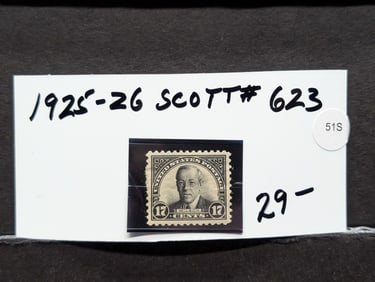 1925-26 SCOTT# 623
51S
UNITED STATES POSTAGE
17 17
CENTS
29-